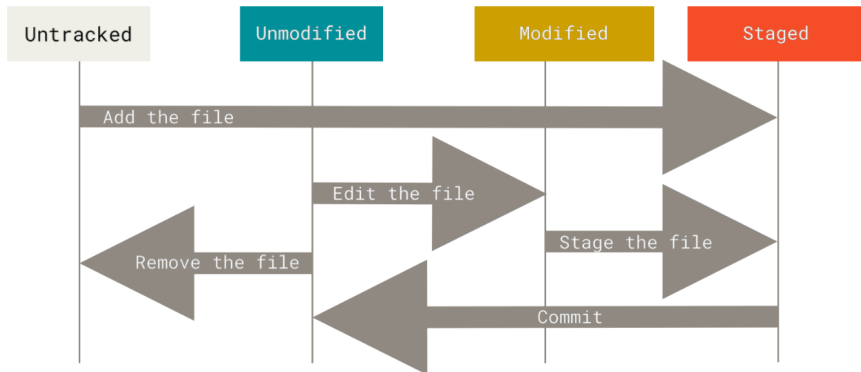 Untracked
Unmodified
Modified
Staged
Add the file
Edit the file
Stage the file
Remove the file
Commit